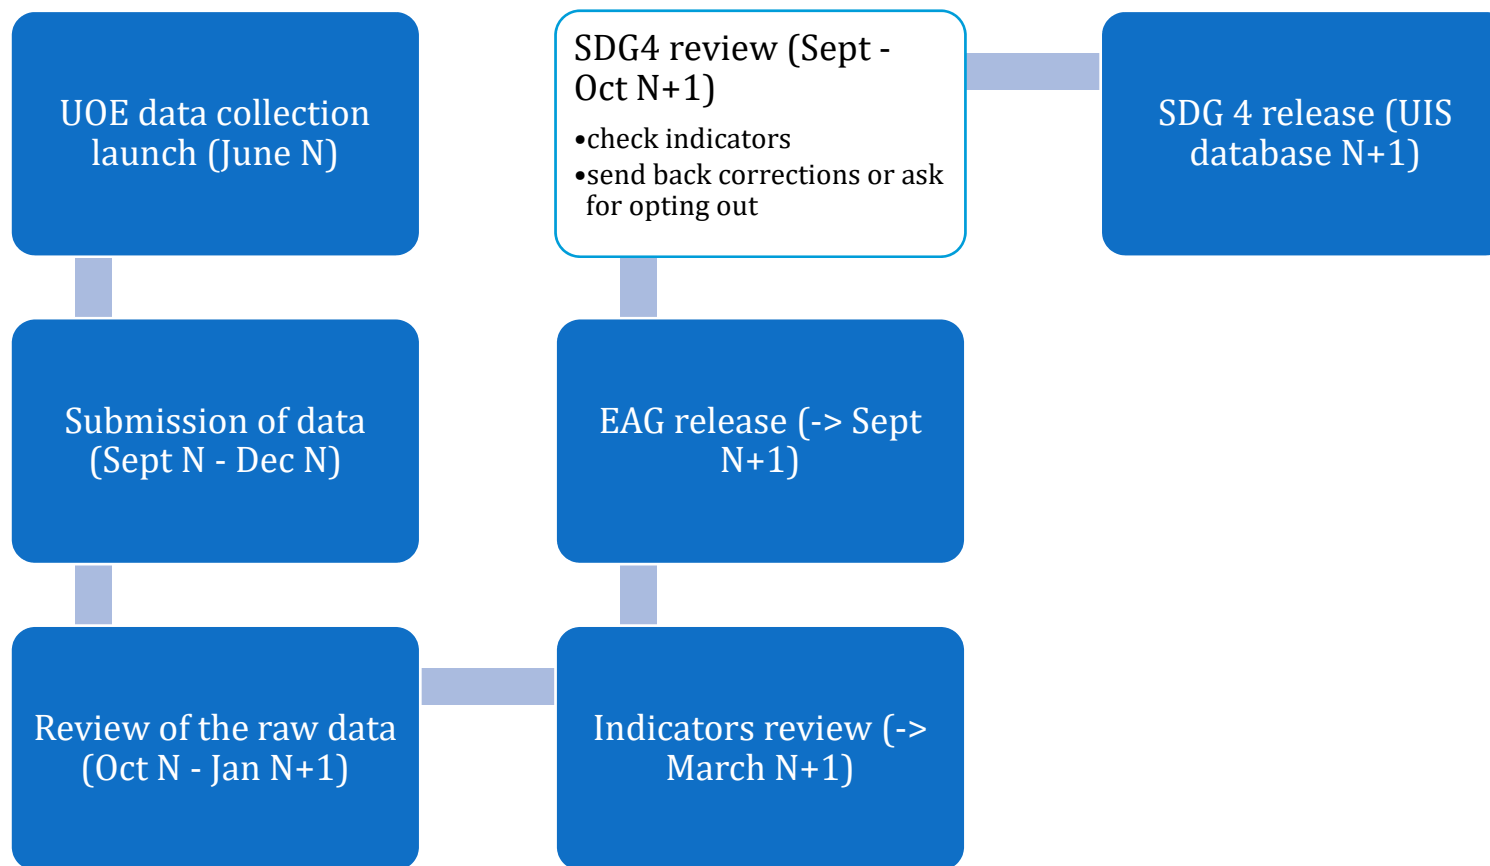 UOE data collection
launch (June N)
Submission of data
(Sept N - Dec N)
Review of the raw data
(Oct N - Jan N+1)
Indicators review (->
March N+1)
EAG release (-> Sept
N+1)
SDG4 review (Sept -
Oct N+1)
•check indicators
•send back corrections or ask
for opting out
SDG 4 release (UIS
database N+1)